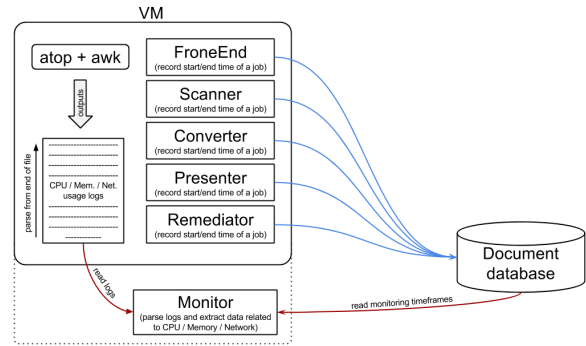 VM
atop + awk
outputs
parse from end of file
CPU / Mem. / Net.
usage logs
FroneEnd
(record start/end time of a job)
Scanner
(record start/end time of a job)
Converter
(record start/end time of a job)
Presenter
(record start/end time of a job)
Remediator
(record start/end time of a job)
Document
database
read logs
read monitoring timeframes
Monitor
(parse logs and extract data related
to CPU / Memory / Network)